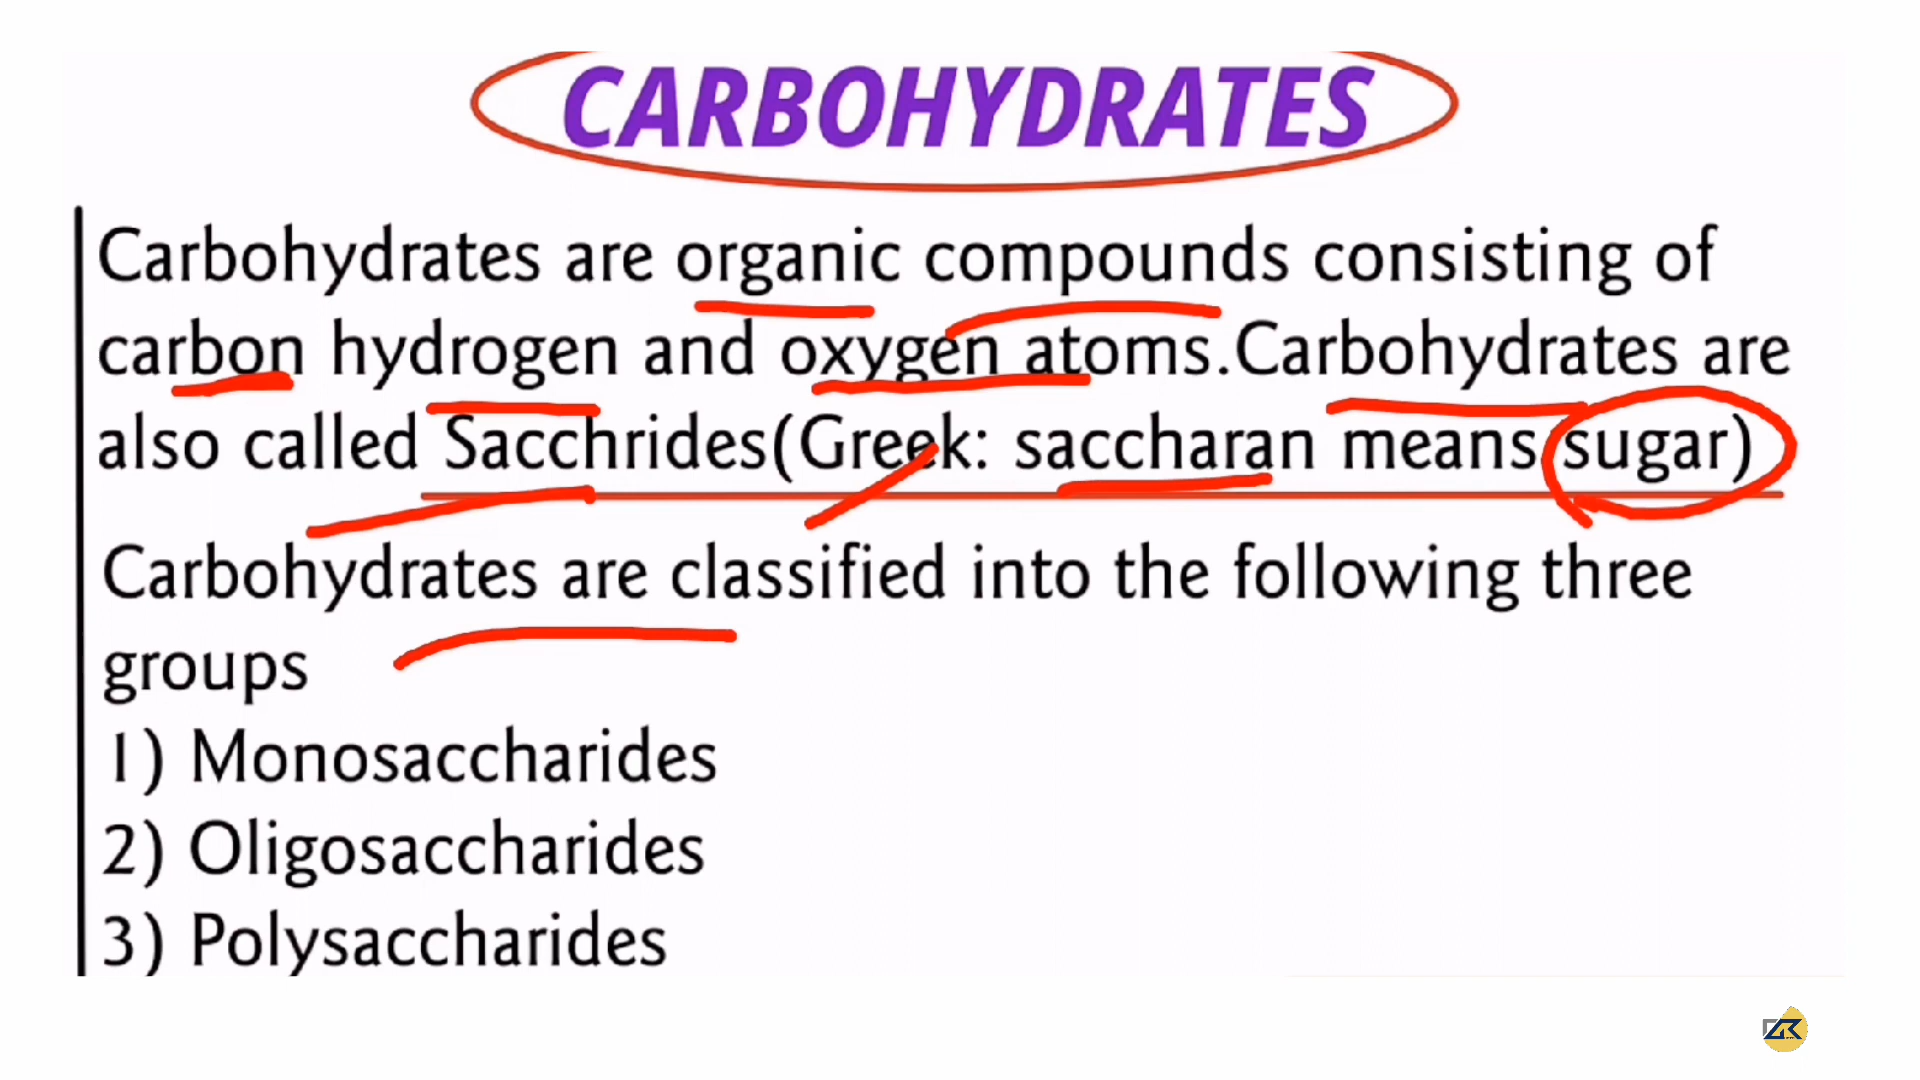 CARBOHYDRATES
Carbohydrates are organic compounds consisting of
carbon hydrogen and oxygen atoms.Carbohydrates are
also called Sacchrides(Greek: saccharan means sugar)
Carbohydrates are classified into the following three
groups
1) Monosaccharides
2) Oligosaccharides
3) Polysaccharides